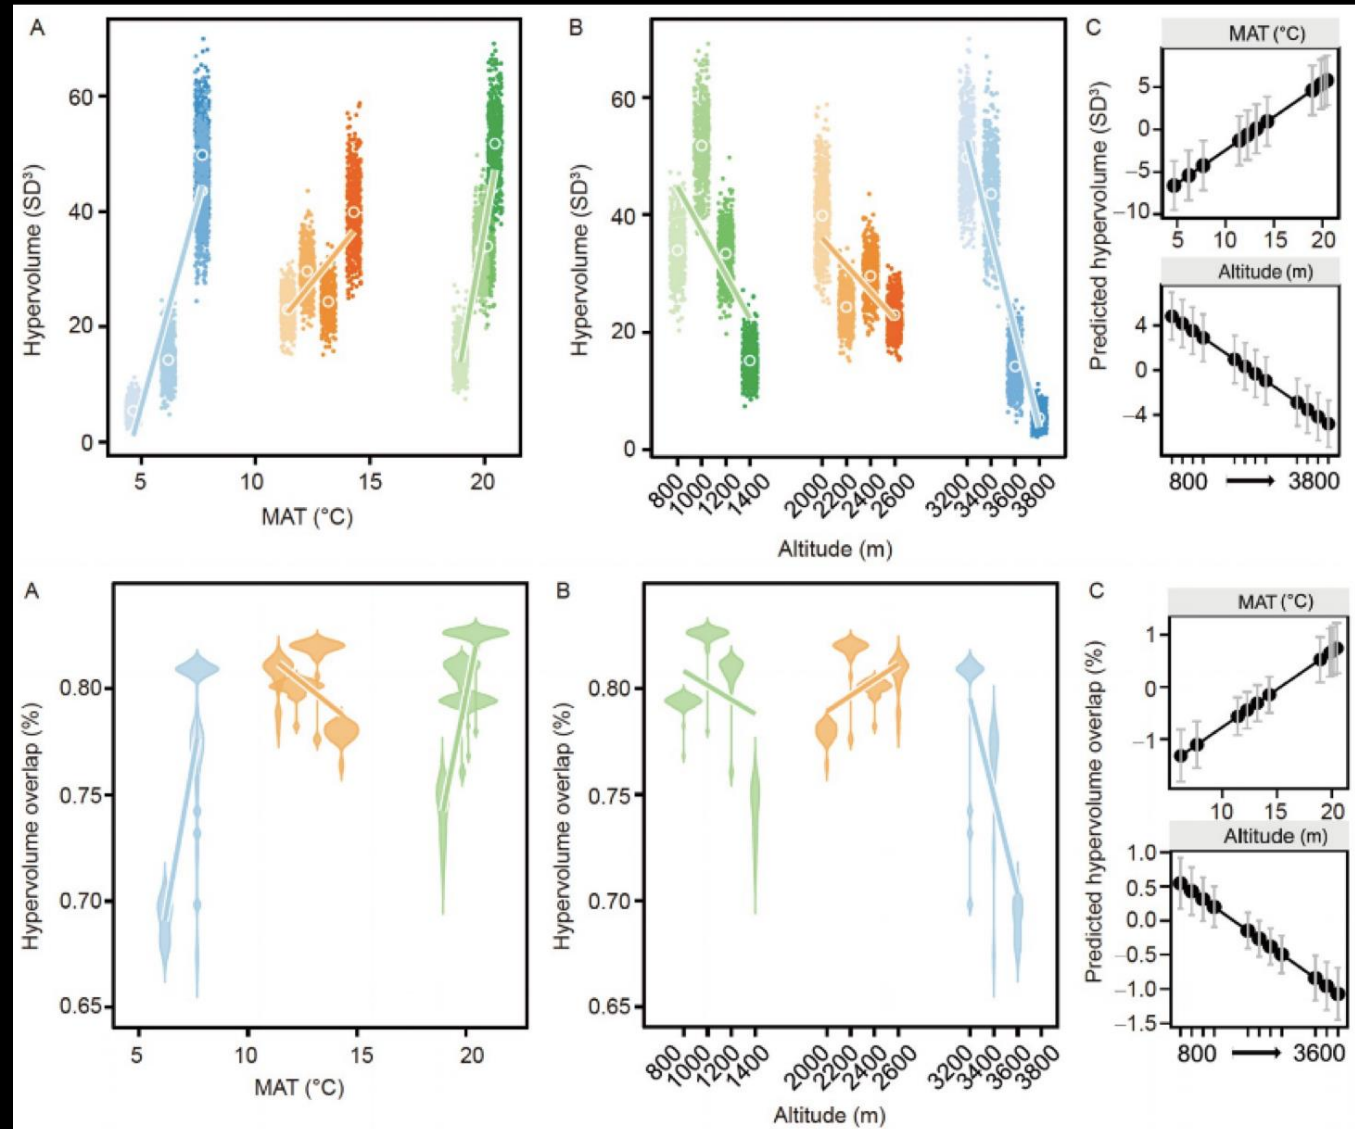 A
Hypervolume (SD³)
60
40
20
0
5 10 15 20
MAT (°C)
B
Hypervolume (SD³)
60
40
20
0
800 1000 1200 1400 2000 2200 2400 2600 3200 3400 3600 3800
Altitude (m)
C
Predicted hypervolume (SD³)
MAT (°C)
5
0
−5
−10
5 10 15 20
Altitude (m)
4
0
−4
800 3800
A
Hypervolume overlap (%)
0.80
0.75
0.70
0.65
5 10 15 20
MAT (°C)
B
Hypervolume overlap (%)
0.80
0.75
0.70
0.65
800 1000 1200 1400 2000 2200 2400 2600 3200 3400 3600 3800
Altitude (m)
C
Predicted hypervolume overlap (%)
MAT (°C)
1
0
−1
10 15 20
Altitude (m)
1.0
0.5
0.0
−0.5
−1.0
−1.5
800 3600